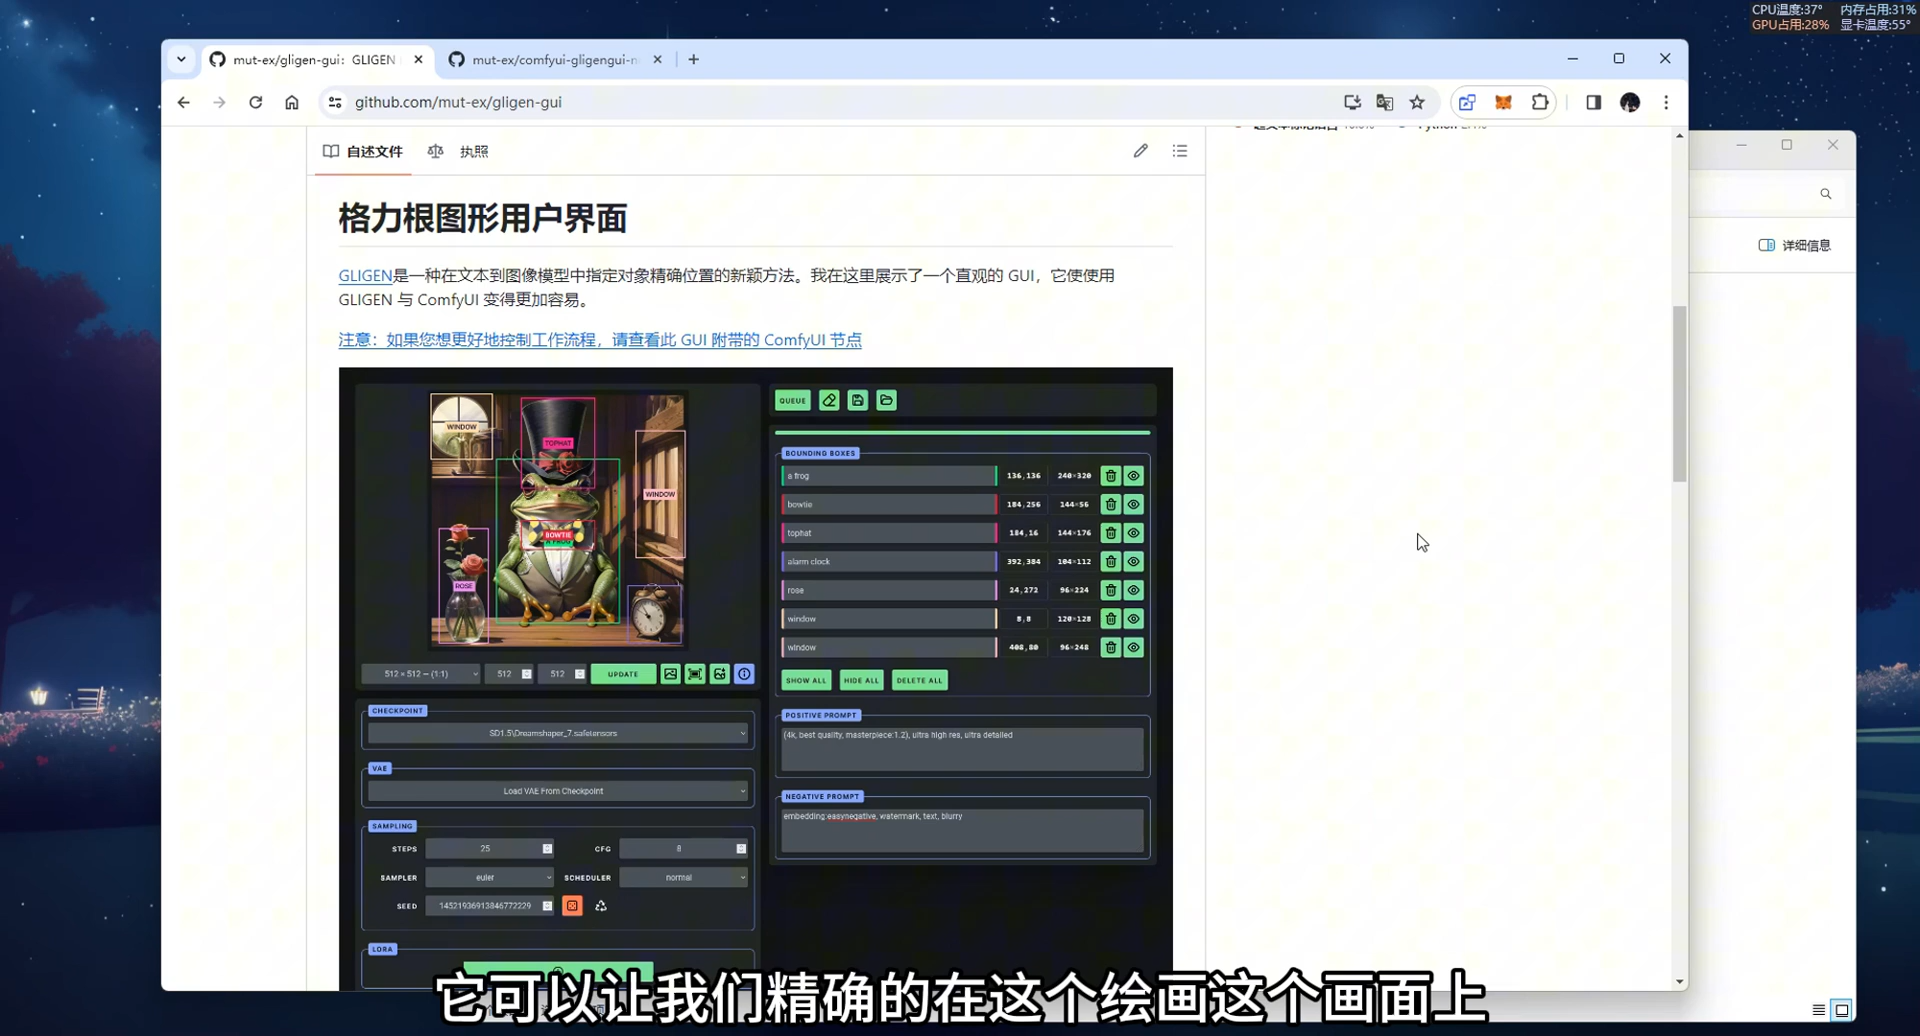 CPU温度:37° 内存占用:31%
GPU占用:28% 显卡温度:55°
mut-ex/gligen-gui: GLIGEN
mut-ex/comfyui-gligengui-n
github.com/mut-ex/gligen-gui
自述文件 执照
格力根图形用户界面
GLIGEN是一种在文本到图像模型中指定对象精确位置的新颖方法。我在这里展示了一个直观的 GUI，它使使用
GLIGEN 与 ComfyUI 变得更加容易。
注意：如果您想更好地控制工作流程，请查看此 GUI 附带的 ComfyUI 节点
详细信息
WINDOW
TOPHAT
WINDOW
BOWTIE
A FROG
ROSE
512 × 512 — (1:1) 512 512 UPDATE
CHECKPOINT
SD1.5\Dreamshaper_7.safetensors
VAE
Load VAE From Checkpoint
SAMPLING
STEPS 25 CFG 8
SAMPLER euler SCHEDULER normal
SEED 14521936913846772229
LORA
QUEUE
BOUNDING BOXES
a frog 136,136 240×320
bowtie 184,256 144×56
tophat 184,16 144×176
alarm clock 392,384 104×112
rose 24,272 96×224
window 8,8 120×128
window 408,80 96×248
SHOW ALL HIDE ALL DELETE ALL
POSITIVE PROMPT
(4k, best quality, masterpiece:1.2), ultra high res, ultra detailed
NEGATIVE PROMPT
embedding:easynegative, watermark, text, blurry
它可以让我们精确的在这个绘画这个画面上